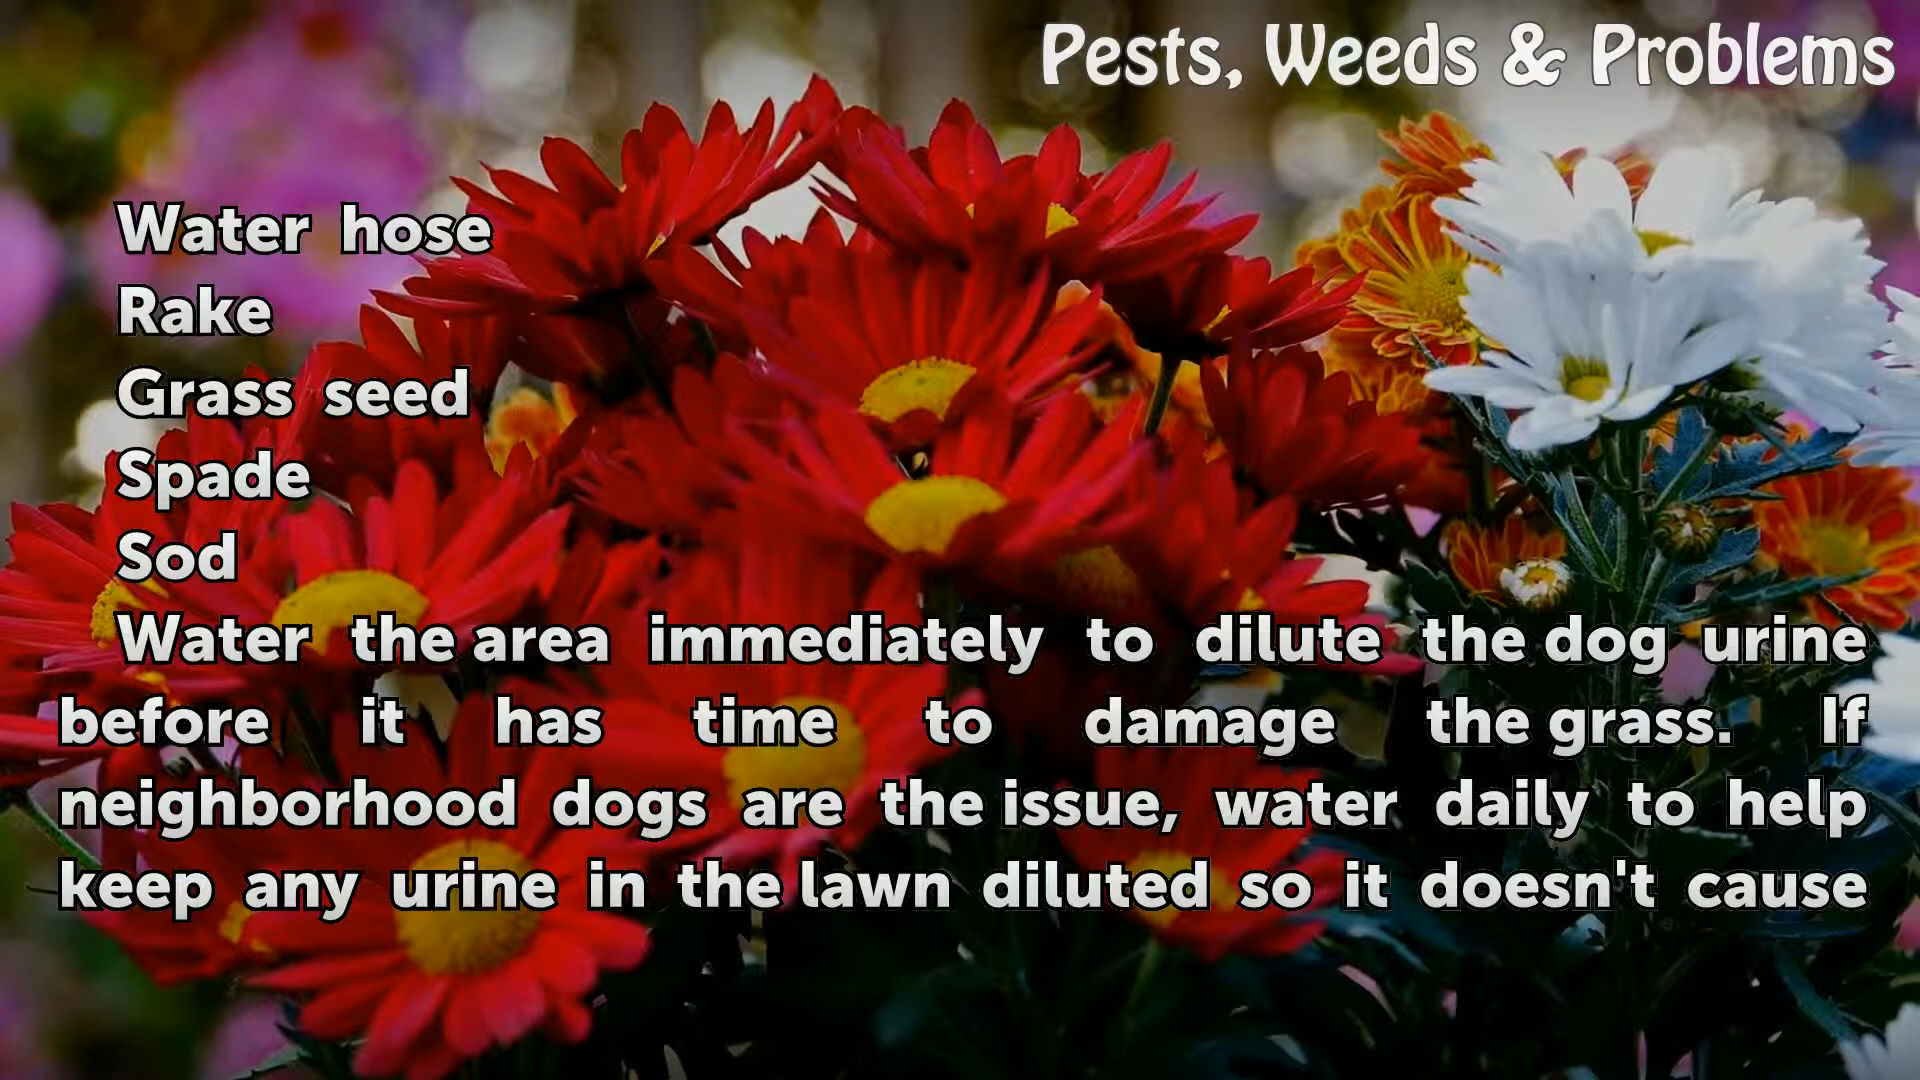 Pests, Weeds & Problems
Water hose
Rake
Grass seed
Spade
Sod
Water the area immediately to dilute the dog urine
before it has time to damage the grass. If
neighborhood dogs are the issue, water daily to help
keep any urine in the lawn diluted so it doesn't cause